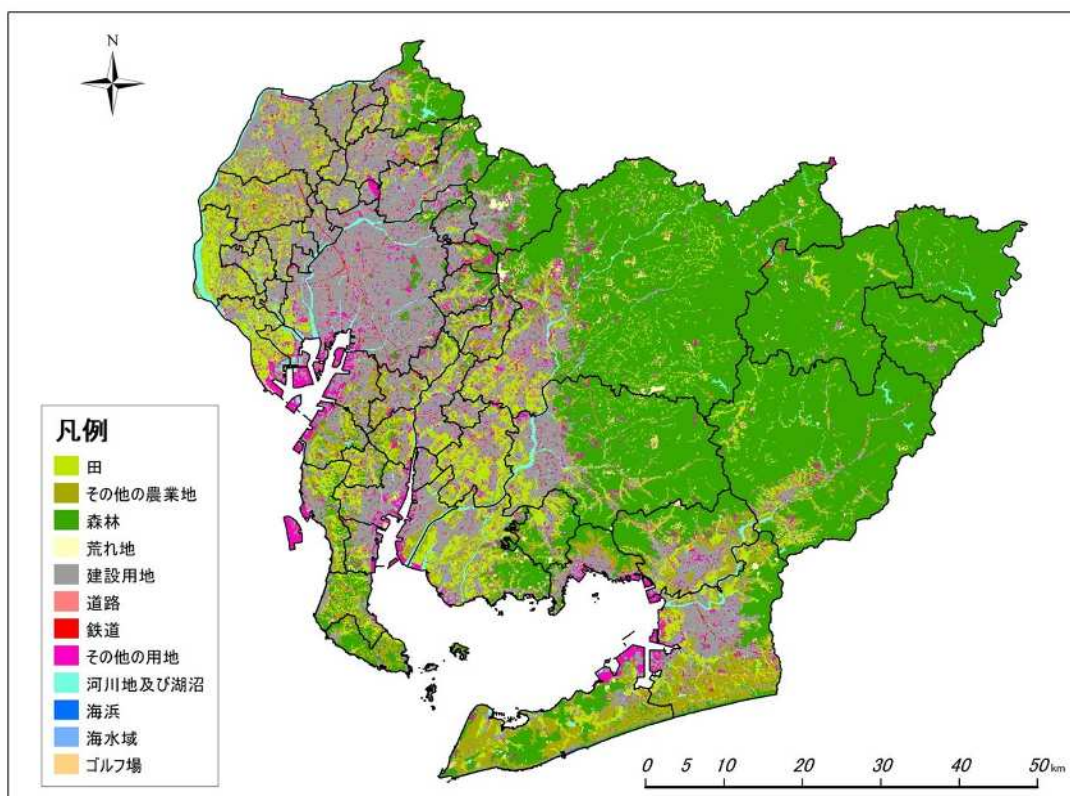 N
凡例
田
その他の農業地
森林
荒れ地
建設用地
道路
鉄道
その他の用地
河川地及び湖沼
海浜
海水域
ゴルフ場
0 5 10 20 30 40 50 km